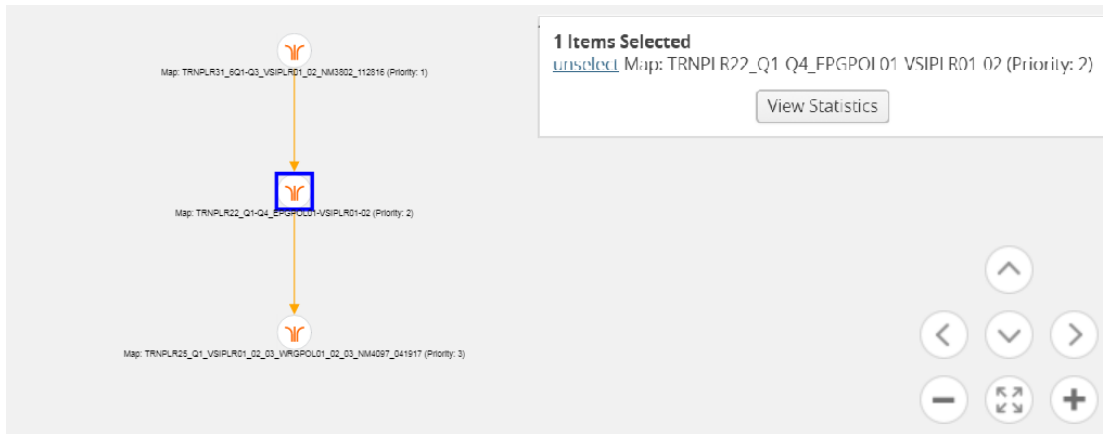 Map: TRNPLR31_6Q1-Q3_VSIPLR01_02_NM3802_112816 (Priority: 1)
1 Items Selected
unselect Map: TRNPLR22_Q1-Q4_EPGPOL01-VSIPLR01-02 (Priority: 2)
View Statistics
Map: TRNPLR22_Q1-Q4_EPGPOL01-VSIPLR01-02 (Priority: 2)
Map: TRNPLR25_Q1_VSIPLR01_02_03_WRGPOL01_02_03_NM4097_041917 (Priority: 3)